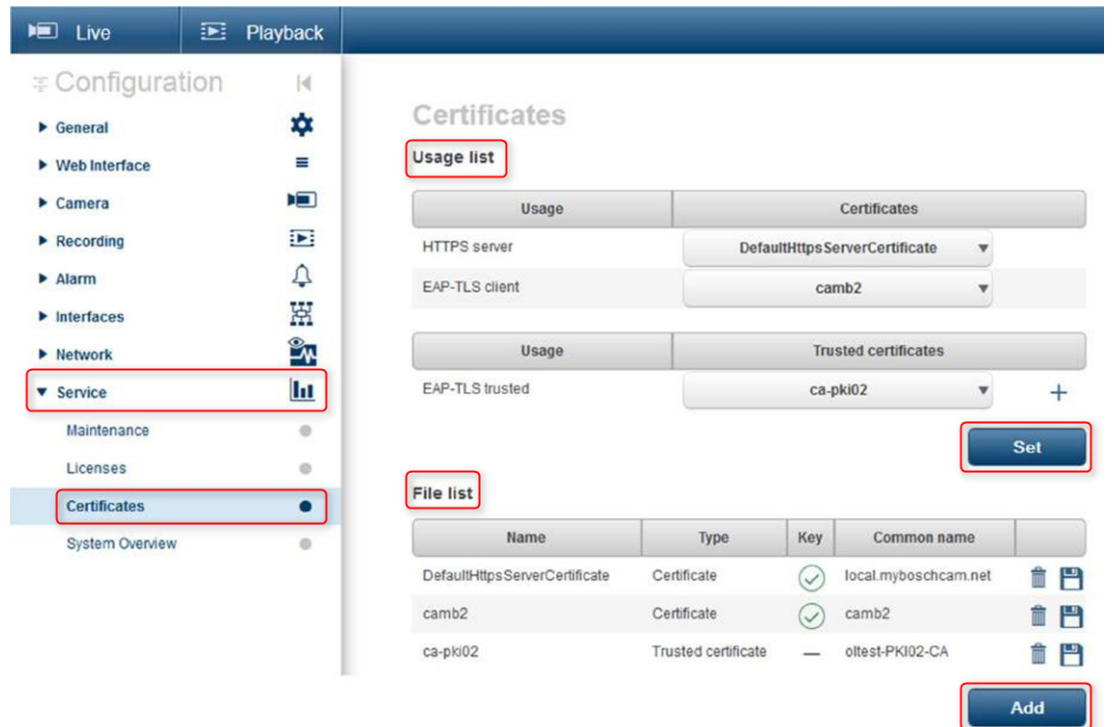 Live Playback
Configuration
General
Web Interface
Camera
Recording
Alarm
Interfaces
Network
Service
Maintenance
Licenses
Certificates
System Overview
Certificates
Usage list
Usage Certificates
HTTPS server DefaultHttpsServerCertificate
EAP-TLS client camb2
Usage Trusted certificates
EAP-TLS trusted ca-pki02 +
Set
File list
Name Type Key Common name
DefaultHttpsServerCertificate Certificate local.myboschcam.net
camb2 Certificate camb2
ca-pki02 Trusted certificate — oltest-PKI02-CA
Add